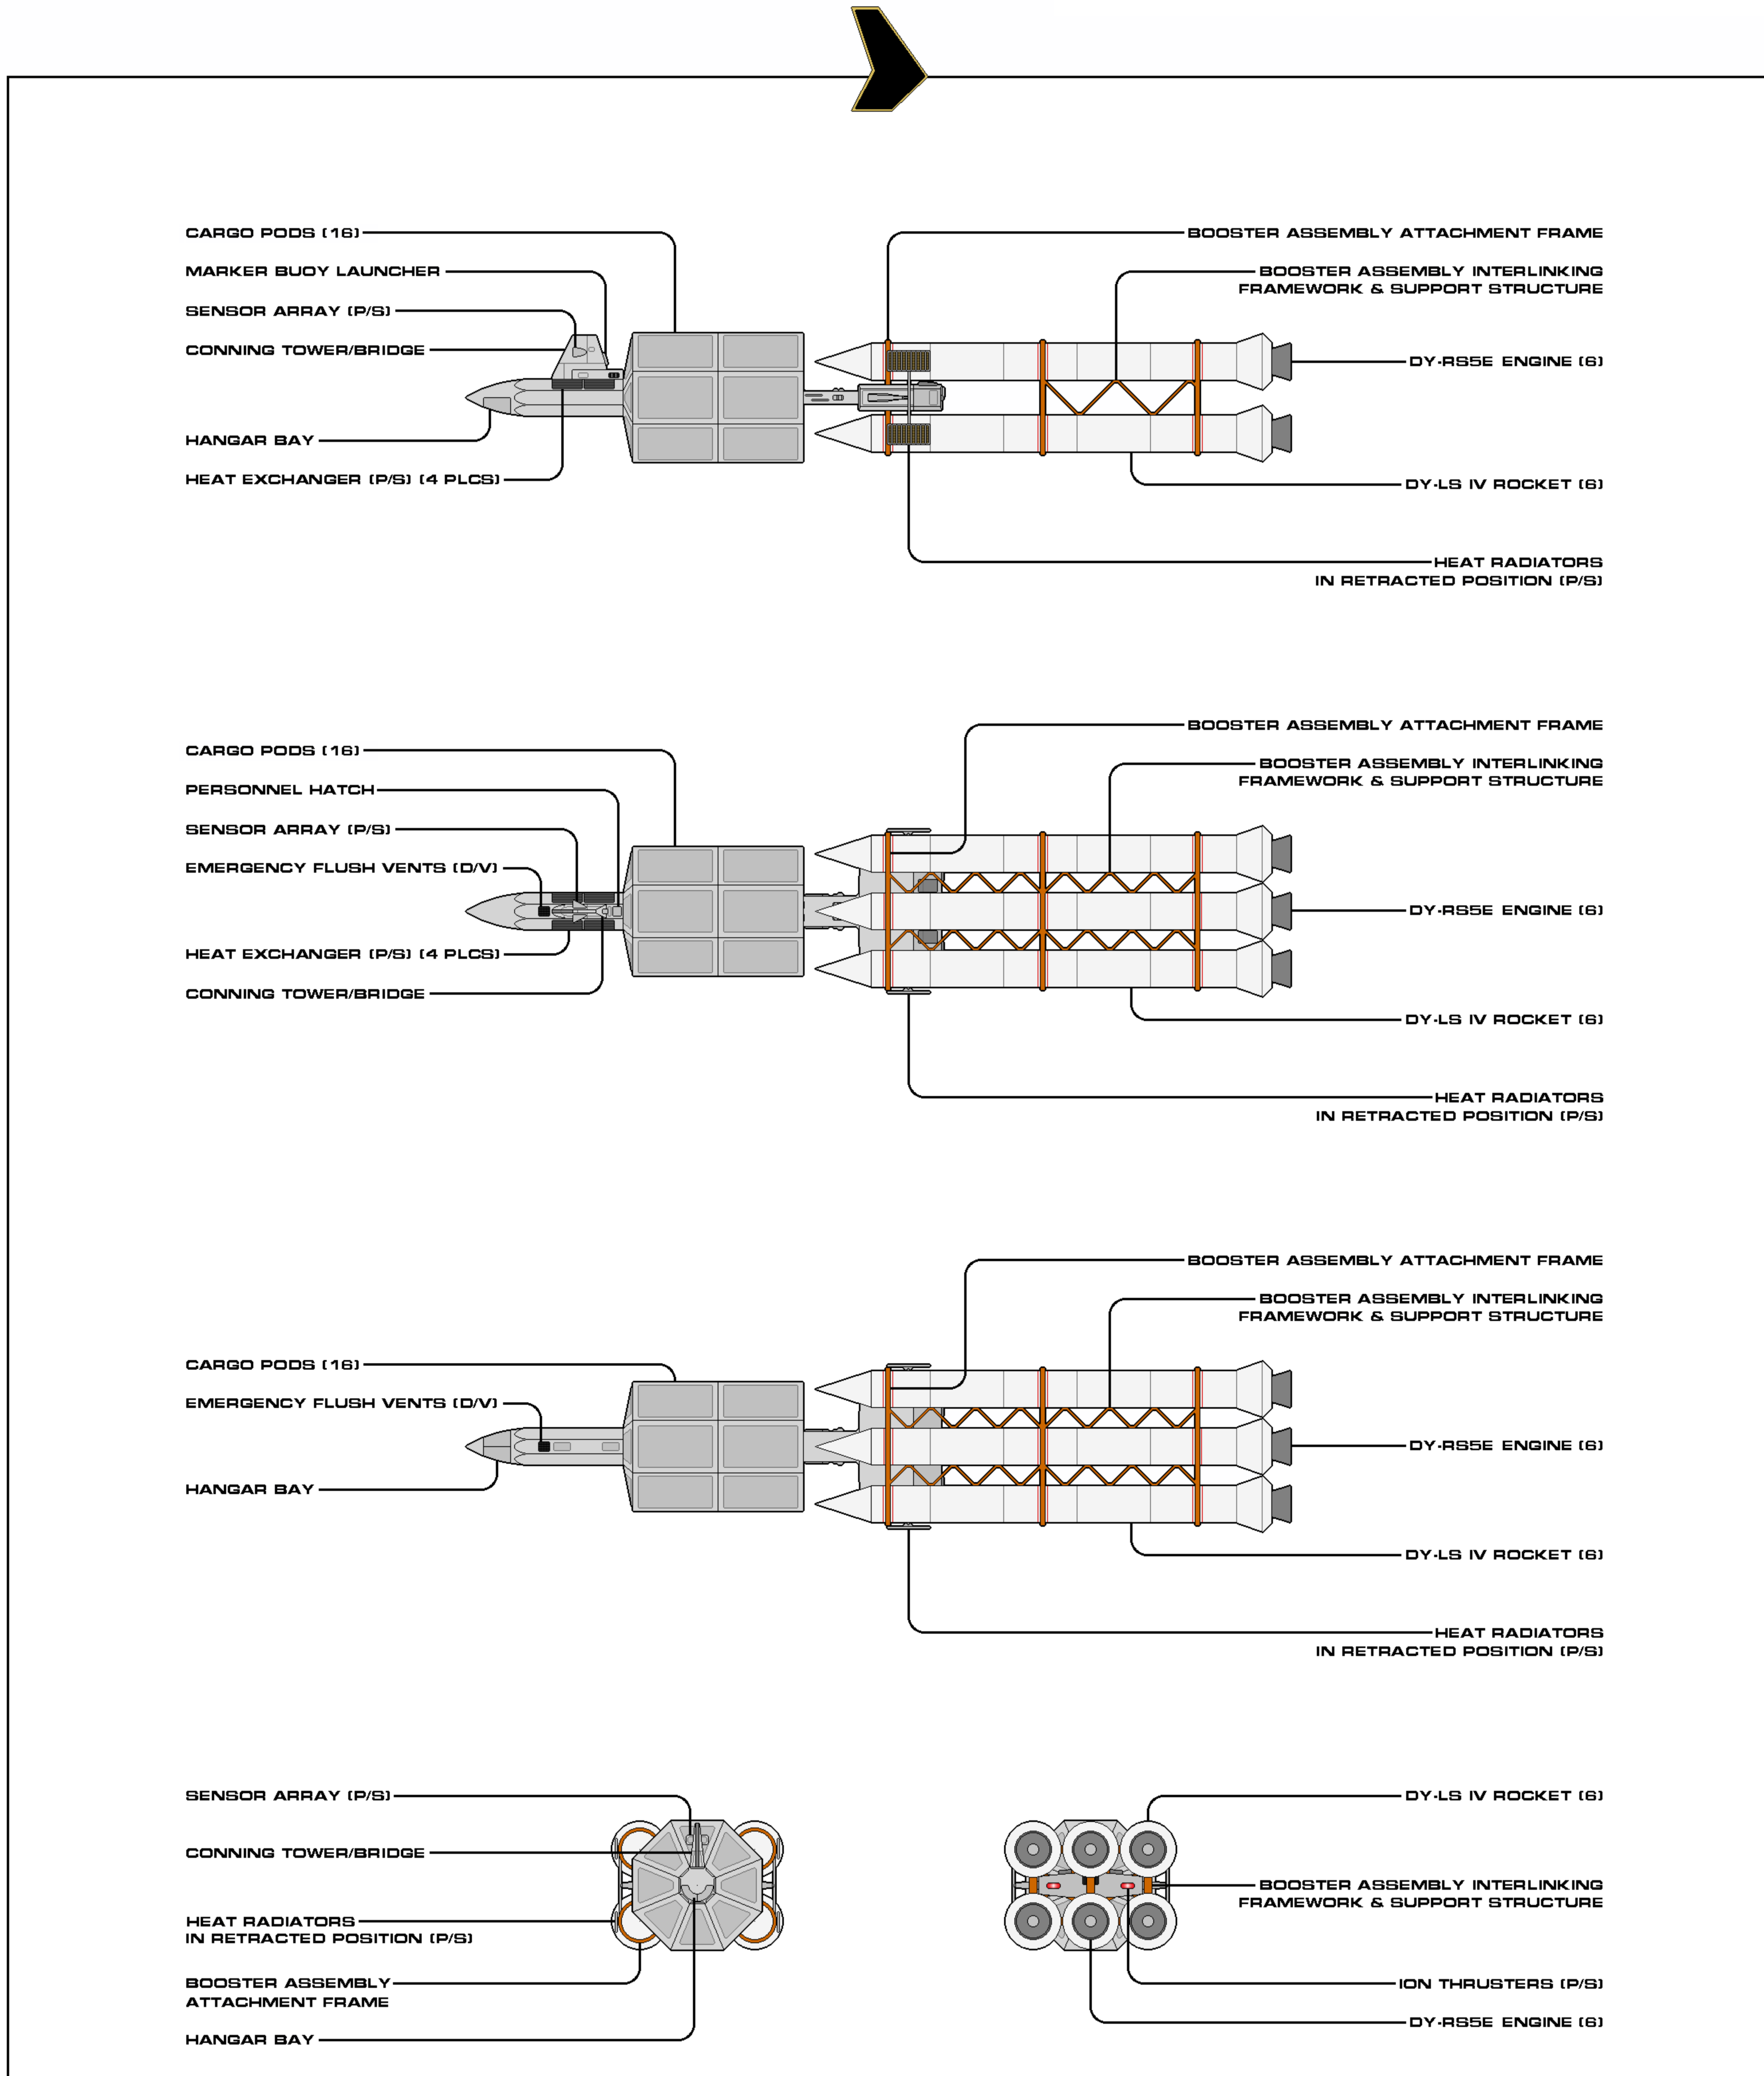 CARGO PODS (16)
MARKER BUOY LAUNCHER
SENSOR ARRAY (P/S)
CONNING TOWER/BRIDGE
HANGAR BAY
HEAT EXCHANGER (P/S) (4 PLCS)
BOOSTER ASSEMBLY ATTACHMENT FRAME
BOOSTER ASSEMBLY INTERLINKING
FRAMEWORK & SUPPORT STRUCTURE
DY-RS5E ENGINE (6)
DY-LS IV ROCKET (6)
HEAT RADIATORS
IN RETRACTED POSITION (P/S)
CARGO PODS (16)
PERSONNEL HATCH
SENSOR ARRAY (P/S)
EMERGENCY FLUSH VENTS (D/V)
HEAT EXCHANGER (P/S) (4 PLCS)
CONNING TOWER/BRIDGE
BOOSTER ASSEMBLY ATTACHMENT FRAME
BOOSTER ASSEMBLY INTERLINKING
FRAMEWORK & SUPPORT STRUCTURE
DY-RS5E ENGINE (6)
DY-LS IV ROCKET (6)
HEAT RADIATORS
IN RETRACTED POSITION (P/S)
CARGO PODS (16)
EMERGENCY FLUSH VENTS (D/V)
HANGAR BAY
BOOSTER ASSEMBLY ATTACHMENT FRAME
BOOSTER ASSEMBLY INTERLINKING
FRAMEWORK & SUPPORT STRUCTURE
DY-RS5E ENGINE (6)
DY-LS IV ROCKET (6)
HEAT RADIATORS
IN RETRACTED POSITION (P/S)
SENSOR ARRAY (P/S)
CONNING TOWER/BRIDGE
HEAT RADIATORS
IN RETRACTED POSITION (P/S)
BOOSTER ASSEMBLY
ATTACHMENT FRAME
HANGAR BAY
DY-LS IV ROCKET (6)
BOOSTER ASSEMBLY INTERLINKING
FRAMEWORK & SUPPORT STRUCTURE
ION THRUSTERS (P/S)
DY-RS5E ENGINE (6)